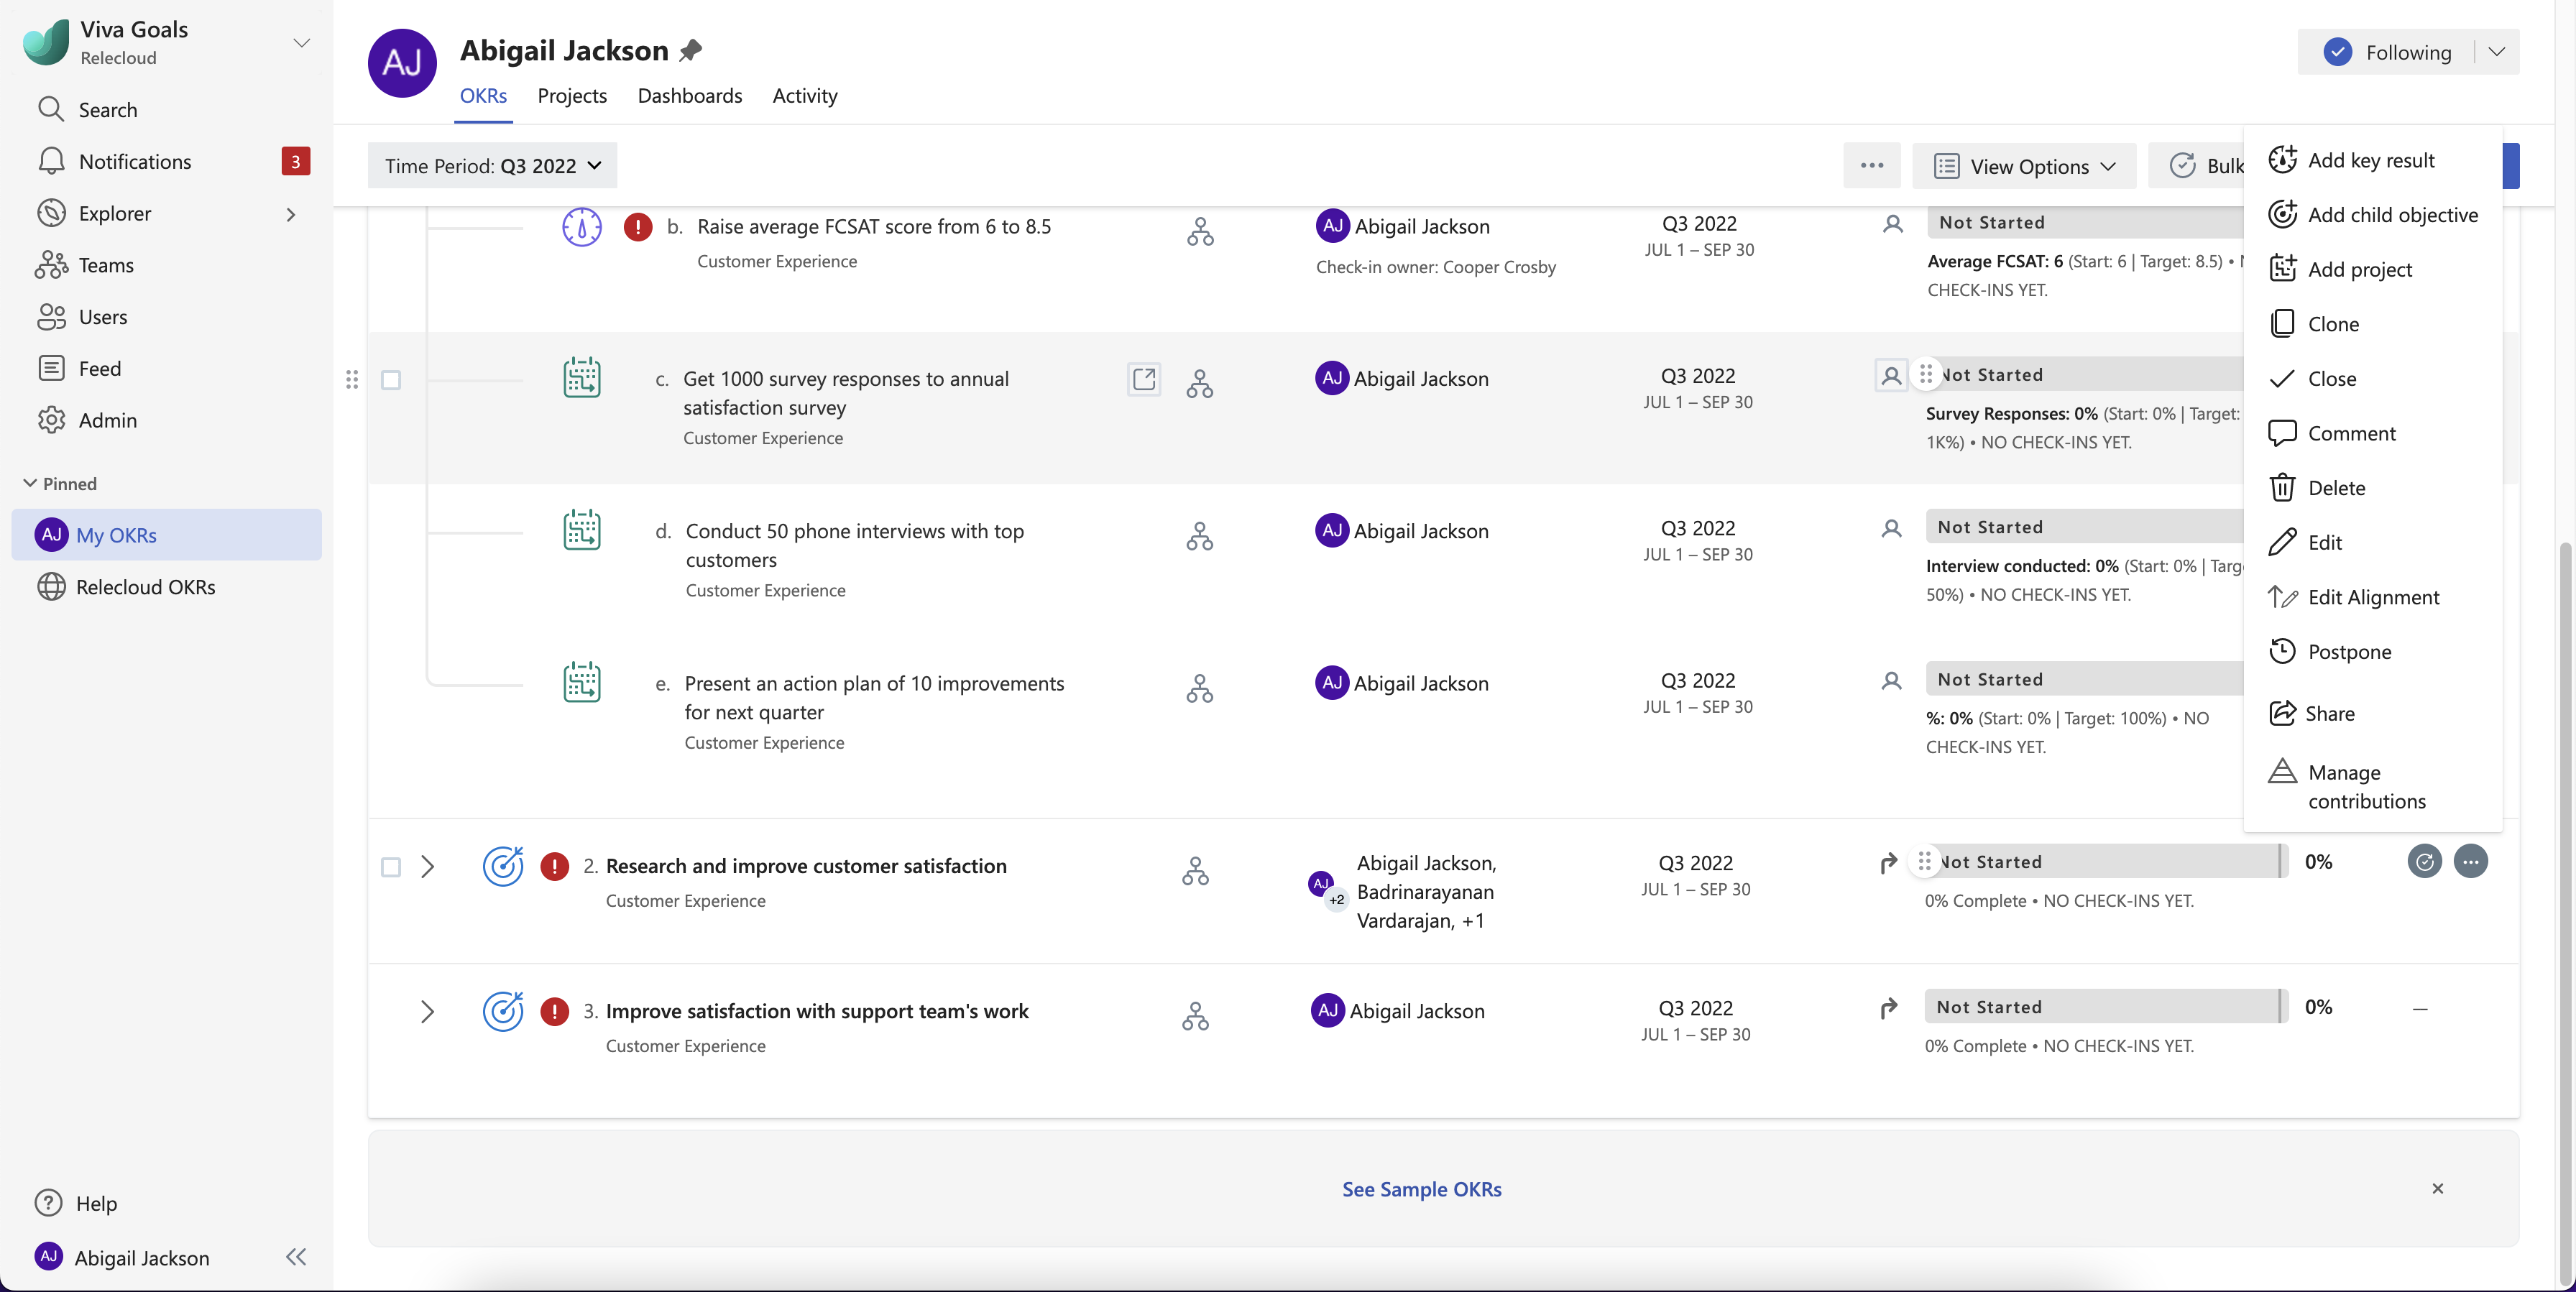 Viva Goals
Relecloud
Search
Notifications
3
Explorer
Teams
Users
Feed
Admin
Pinned
AJ My OKRs
Relecloud OKRs
Help
AJ Abigail Jackson
AJ
Abigail Jackson
OKRs Projects Dashboards Activity
Following
Time Period: Q3 2022
View Options
Bulk
b. Raise average FCSAT score from 6 to 8.5
Customer Experience
AJ Abigail Jackson
Check-in owner: Cooper Crosby
Q3 2022
JUL 1 – SEP 30
Not Started
Average FCSAT: 6 (Start: 6 | Target: 8.5) •
CHECK-INS YET.
c. Get 1000 survey responses to annual
satisfaction survey
Customer Experience
AJ Abigail Jackson
Q3 2022
JUL 1 – SEP 30
Not Started
Survey Responses: 0% (Start: 0% | Target:
1K%) • NO CHECK-INS YET.
d. Conduct 50 phone interviews with top
customers
Customer Experience
AJ Abigail Jackson
Q3 2022
JUL 1 – SEP 30
Not Started
Interview conducted: 0% (Start: 0% | Targ
50%) • NO CHECK-INS YET.
e. Present an action plan of 10 improvements
for next quarter
Customer Experience
AJ Abigail Jackson
Q3 2022
JUL 1 – SEP 30
Not Started
%: 0% (Start: 0% | Target: 100%) • NO
CHECK-INS YET.
Add key result
Add child objective
Add project
Clone
Close
Comment
Delete
Edit
Edit Alignment
Postpone
Share
Manage
contributions
2. Research and improve customer satisfaction
Customer Experience
AJ +2
Abigail Jackson,
Badrinarayanan
Vardarajan, +1
Q3 2022
JUL 1 – SEP 30
Not Started
0%
0% Complete • NO CHECK-INS YET.
3. Improve satisfaction with support team's work
Customer Experience
AJ Abigail Jackson
Q3 2022
JUL 1 – SEP 30
Not Started
0%
–
0% Complete • NO CHECK-INS YET.
See Sample OKRs